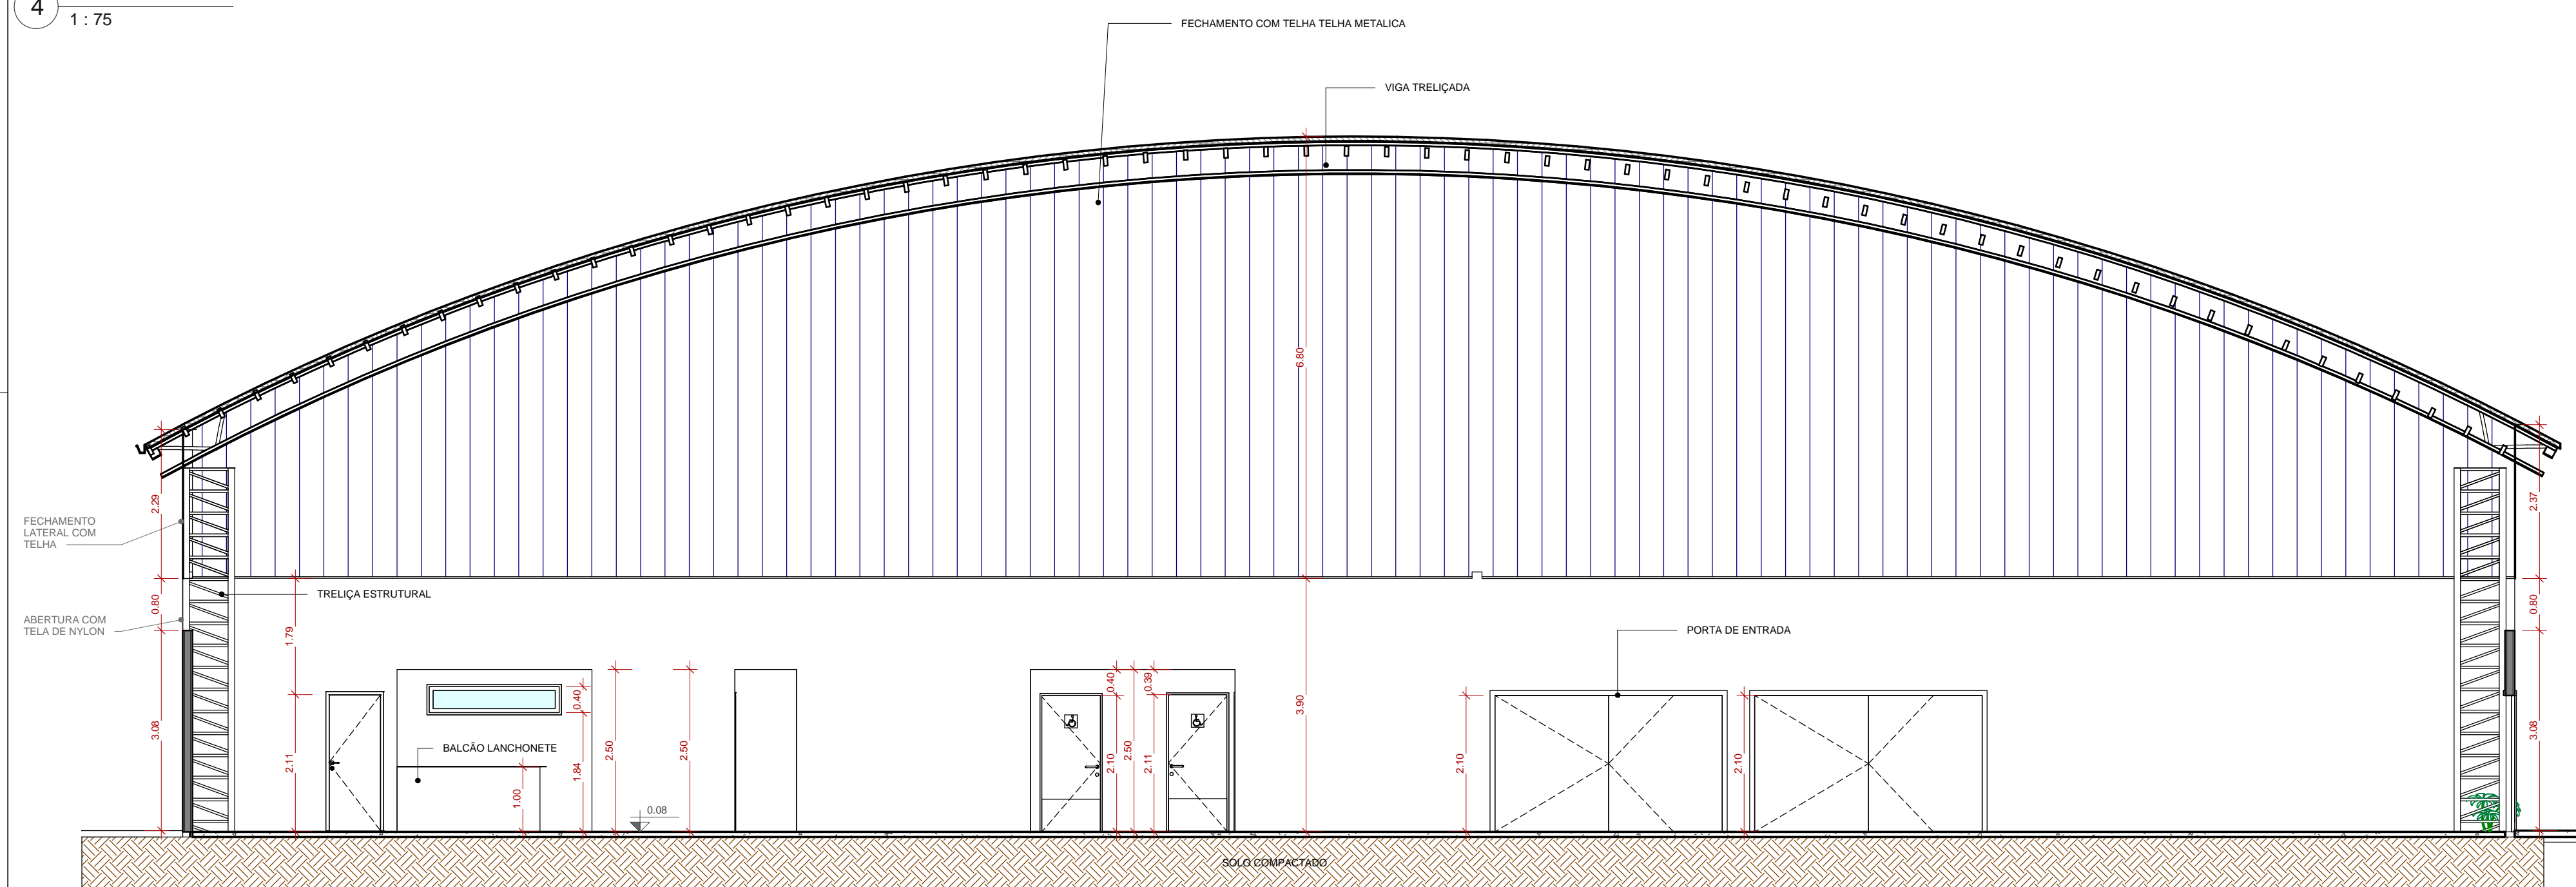 4
1 : 75
FECHAMENTO COM TELHA TELHA METALICA
VIGA TRELIÇADA
6.80
2.29
2.37
FECHAMENTO
LATERAL COM
TELHA
TRELIÇA ESTRUTURAL
0.80
0.80
ABERTURA COM
TELA DE NYLON
1.79
PORTA DE ENTRADA
0.40
0.40
0.39
3.90
3.08
2.11
BALCÃO LANCHONETE
1.00
1.84
2.50
2.50
2.10
2.50
2.11
2.10
2.10
3.08
0.08
SOLO COMPACTADO